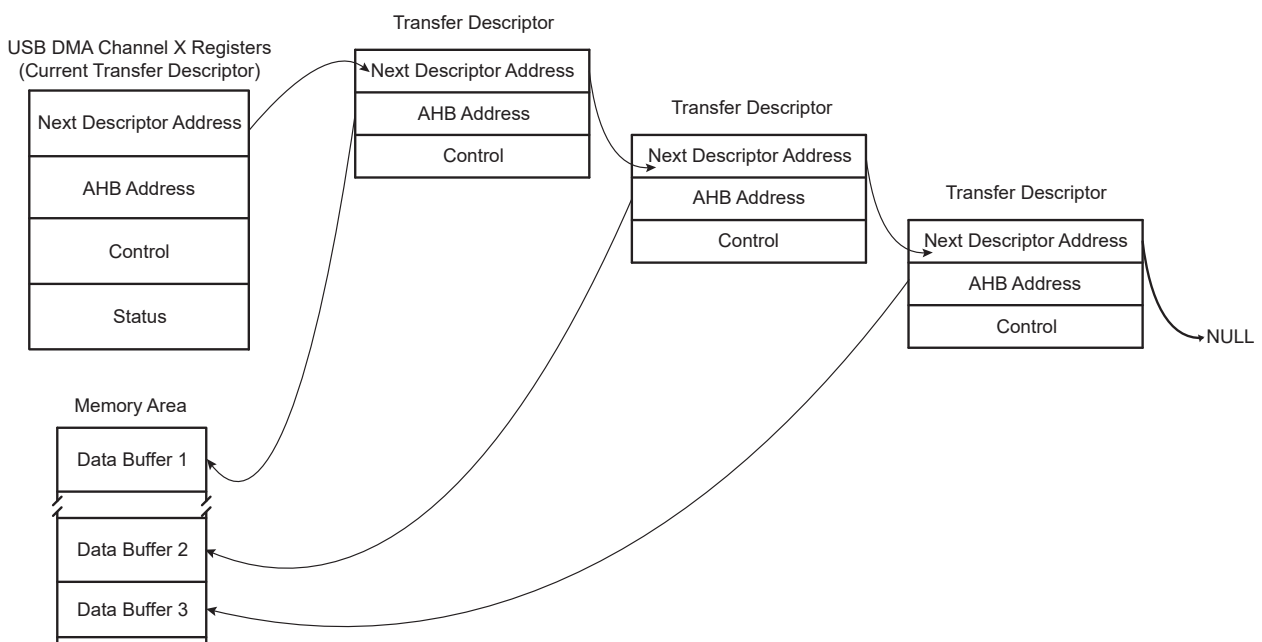 Transfer Descriptor
USB DMA Channel X Registers
(Current Transfer Descriptor)
Next Descriptor Address
AHB Address
Control
Status
Next Descriptor Address
AHB Address
Control
Transfer Descriptor
Next Descriptor Address
AHB Address
Control
Transfer Descriptor
Next Descriptor Address
AHB Address
Control
NULL
Memory Area
Data Buffer 1
Data Buffer 2
Data Buffer 3